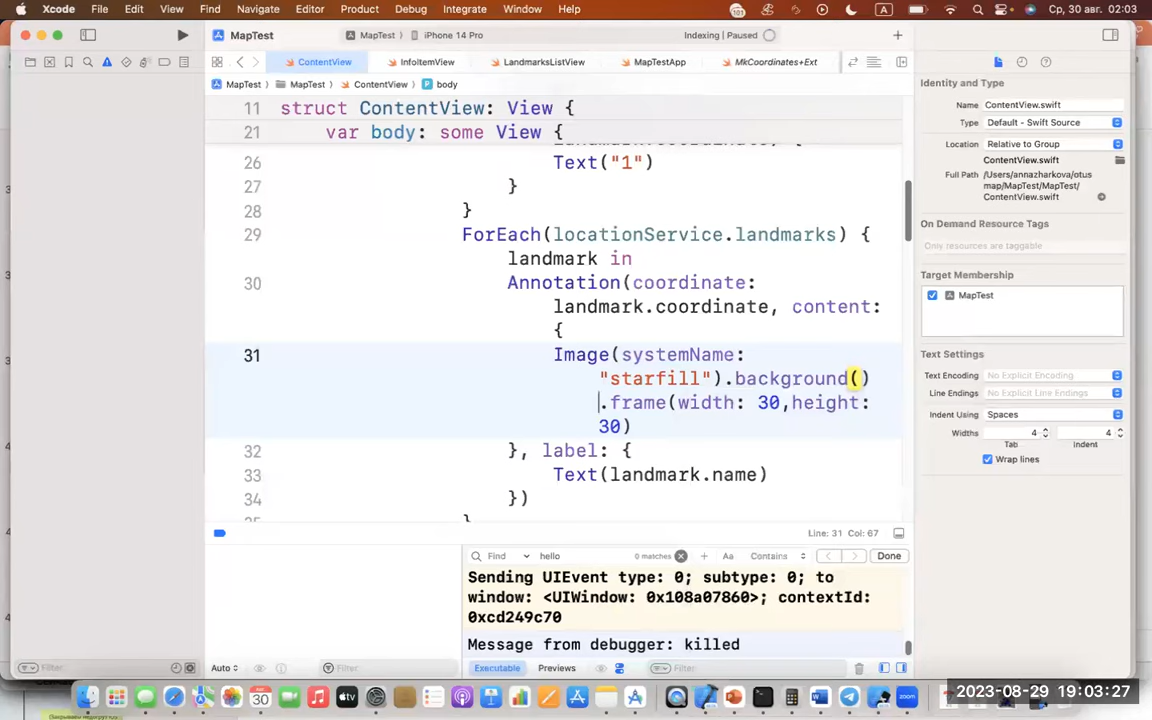 Xcode File Edit View Find Navigate Editor Product Debug Integrate Window Help
101 A Ср, 30 авг. 02:03
MapTest
MapTest 〉 iPhone 14 Pro
Indexing | Paused
ContentView InfoItemView LandmarksListView MapTestApp MkCoordinates+Ext
MapTest 〉 MapTest 〉 ContentView 〉 P body
11 struct ContentView: View {
21 var body: some View {
26 Text("1")
27 }
28 }
29 ForEach(locationService.landmarks) {
landmark in
30 Annotation(coordinate:
landmark.coordinate, content:
{
31 Image(systemName:
"starfill").background()
.frame(width: 30,height:
30)
32 }, label: {
33 Text(landmark.name)
34 })
Line: 31 Col: 67
Find hello 0 matches Aa Contains Done
Sending UIEvent type: 0; subtype: 0; to
window: <UIWindow: 0x108a07860>; contextId:
0xcd249c70
Message from debugger: killed
Filter
Auto
Filter
Executable Previews
Filter
Identity and Type
Name ContentView.swift
Type Default - Swift Source
Location Relative to Group
ContentView.swift
Full Path /Users/annazharkova/otus
map/MapTest/MapTest/
ContentView.swift
On Demand Resource Tags
Only resources are taggable
Target Membership
MapTest
Text Settings
Text Encoding No Explicit Encoding
Line Endings No Explicit Line Endings
Indent Using Spaces
Widths 4 4
Tab Indent
Wrap lines
30 tv zoom
2023-08-29 19:03:27